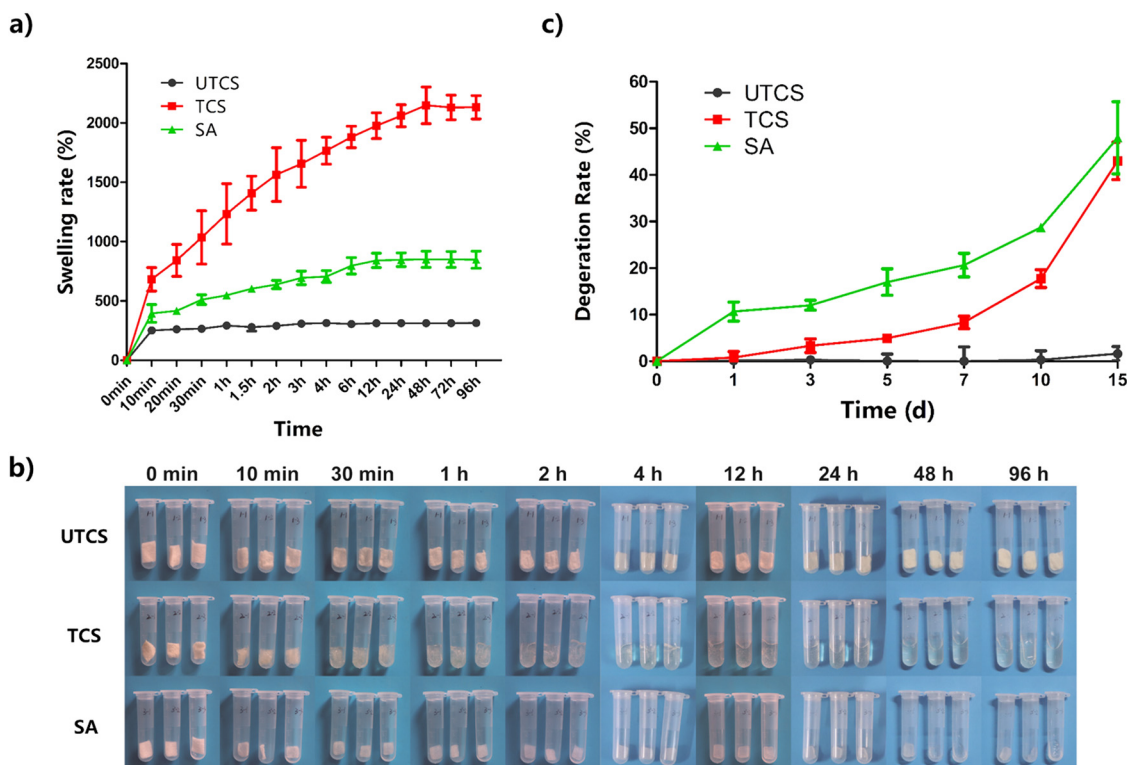 a)
2500
2000
1500
1000
500
0
Swelling rate (%)
UTCS
TCS
SA
0min
10min
20min
30min
1h
1.5h
2h
3h
4h
6h
12h
24h
48h
72h
96h
Time
c)
60
50
40
30
20
10
0
Degeration Rate (%)
UTCS
TCS
SA
0
1
3
5
7
10
15
Time (d)
b)
0 min 10 min 30 min 1 h 2 h 4 h 12 h 24 h 48 h 96 h
UTCS
TCS
SA